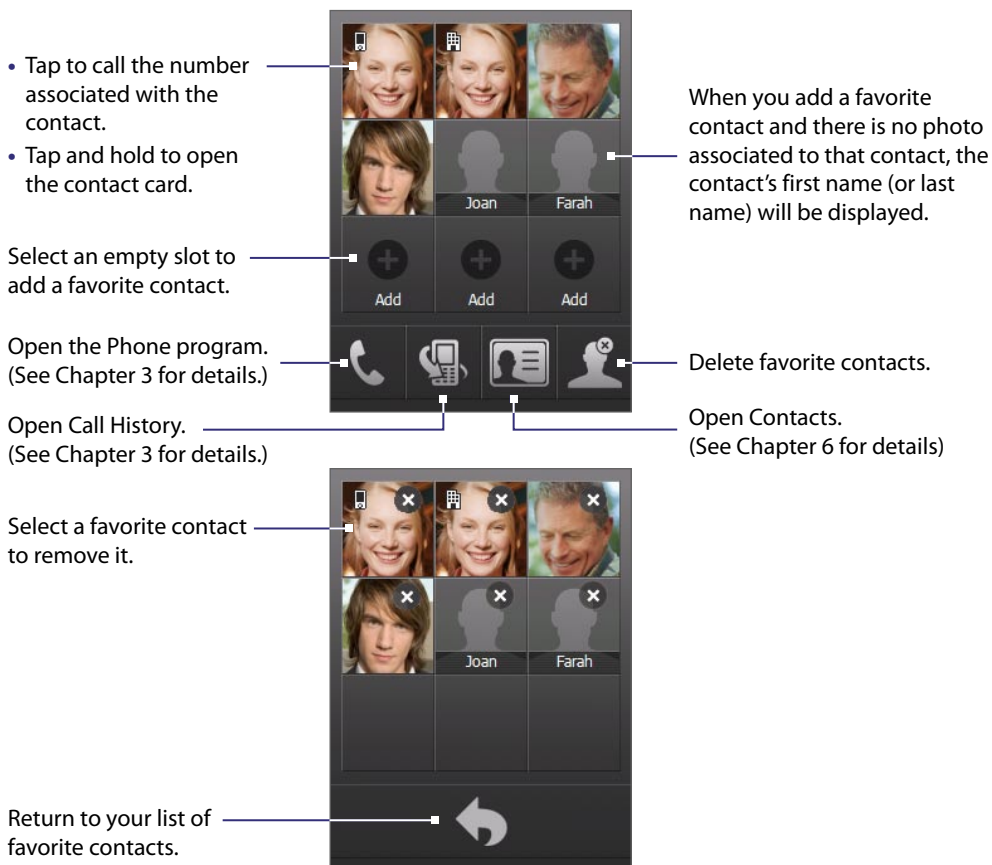 • Tap to call the number
associated with the
contact.
• Tap and hold to open
the contact card.
When you add a favorite
contact and there is no photo
associated to that contact, the
contact’s first name (or last
name) will be displayed.
Joan
Farah
Select an empty slot to
add a favorite contact.
Add
Add
Add
Open the Phone program.
(See Chapter 3 for details.)
Delete favorite contacts.
Open Call History.
(See Chapter 3 for details.)
Open Contacts.
(See Chapter 6 for details)
Select a favorite contact
to remove it.
Joan
Farah
Return to your list of
favorite contacts.